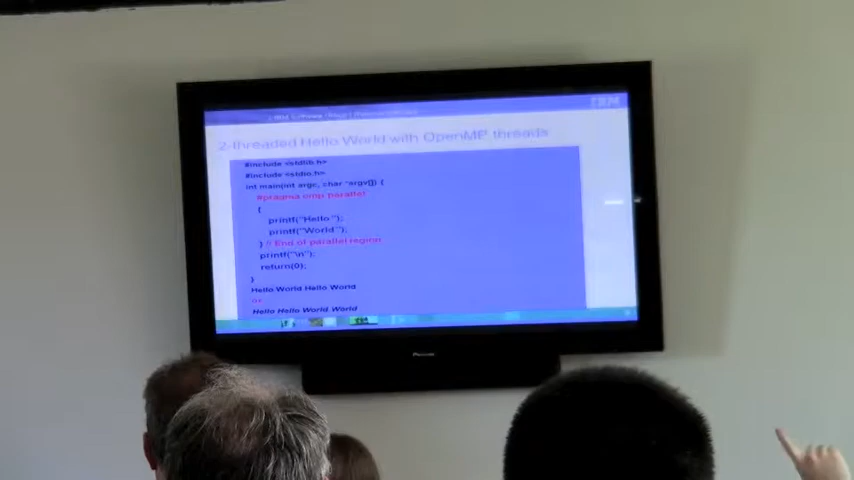 IBM
2-threaded Hello World with OpenMP threads
#include <stdlib.h>
#include <stdio.h>
int main(int argc, char *argv[]) {
#pragma omp parallel
{
printf("Hello ");
printf("World ");
} // End of parallel region
printf("\n");
return(0);
}
Hello World Hello World
or
Hello Hello World World